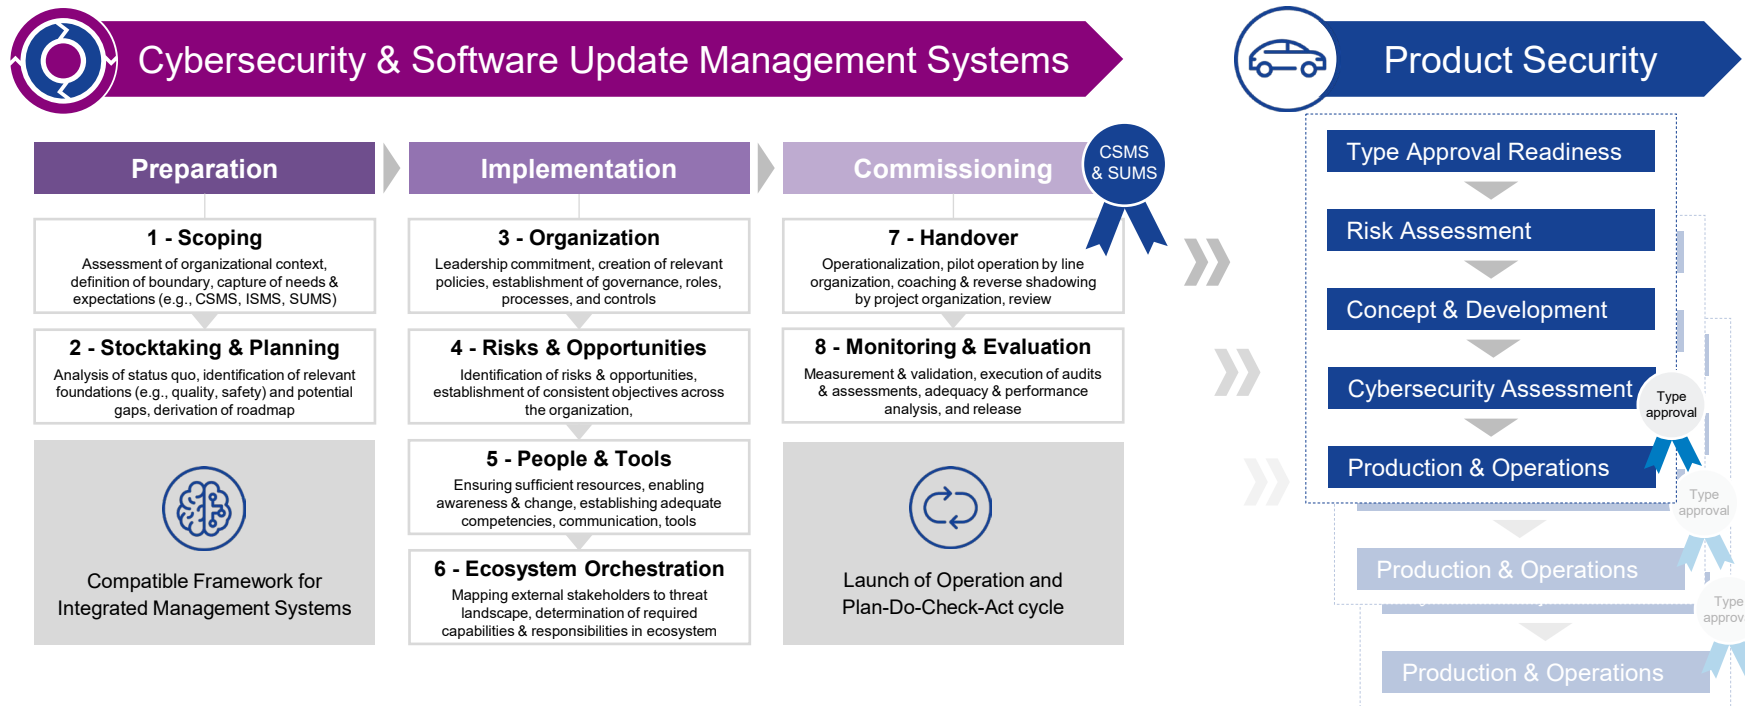 Cybersecurity & Software Update Management Systems
Product Security
Preparation
Implementation
Commissioning
CSMS
& SUMS
1 - Scoping
Assessment of organizational context,
definition of boundary, capture of needs &
expectations (e.g., CSMS, ISMS, SUMS)
2 - Stocktaking & Planning
Analysis of status quo, identification of relevant
foundations (e.g., quality, safety) and potential
gaps, derivation of roadmap
Compatible Framework for
Integrated Management Systems
3 - Organization
Leadership commitment, creation of relevant
policies, establishment of governance, roles,
processes, and controls
4 - Risks & Opportunities
Identification of risks & opportunities,
establishment of consistent objectives across
the organization,
5 - People & Tools
Ensuring sufficient resources, enabling
awareness & change, establishing adequate
competencies, communication, tools
6 - Ecosystem Orchestration
Mapping external stakeholders to threat
landscape, determination of required
capabilities & responsibilities in ecosystem
7 - Handover
Operationalization, pilot operation by line
organization, coaching & reverse shadowing
by project organization, review
8 - Monitoring & Evaluation
Measurement & validation, execution of audits
& assessments, adequacy & performance
analysis, and release
Launch of Operation and
Plan-Do-Check-Act cycle
Type Approval Readiness
Risk Assessment
Concept & Development
Cybersecurity Assessment
Type
approval
Production & Operations
Type
approval
Production & Operations
Type
Production & Operations